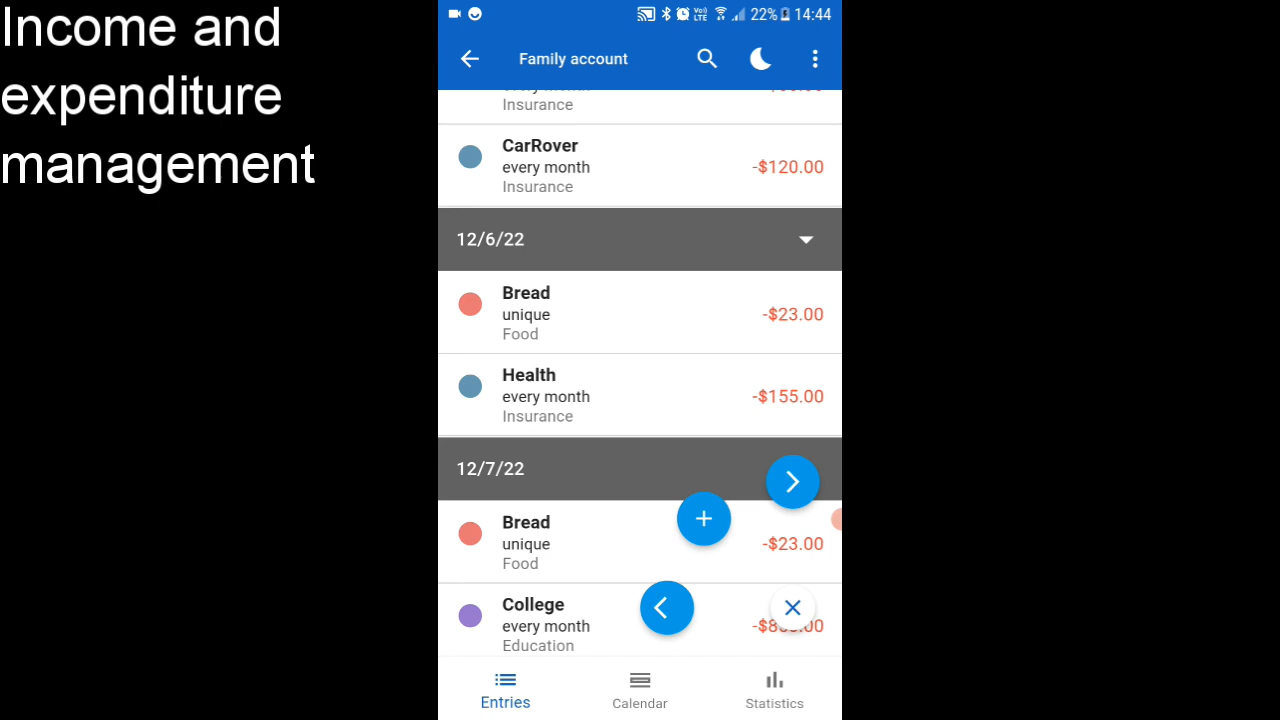 Income and
expenditure
management
22% 14:44
Family account
Insurance
CarRover
every month
-$120.00
Insurance
12/6/22
Bread
unique
-$23.00
Food
Health
every month
-$155.00
Insurance
12/7/22
Bread
unique
-$23.00
Food
College
every month
Education
Entries
Calendar
Statistics